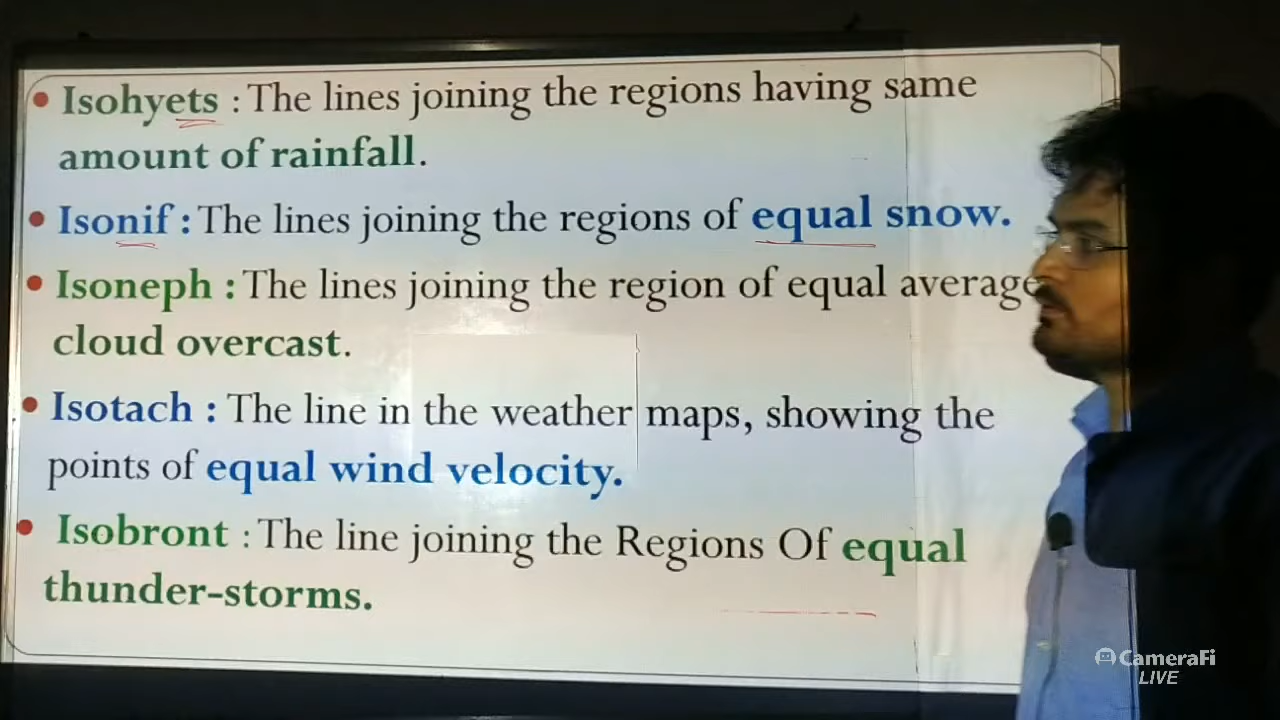 • Isohyets : The lines joining the regions having same
amount of rainfall.
• Isonif : The lines joining the regions of equal snow.
• Isoneph : The lines joining the region of equal average
cloud overcast.
• Isotach : The line in the weather maps, showing the
points of equal wind velocity.
• Isobront : The line joining the Regions Of equal
thunder-storms.
CameraFi
LIVE